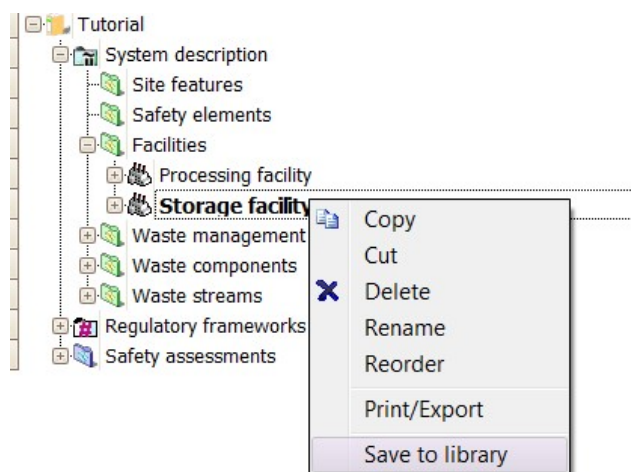 Tutorial
System description
Site features
Safety elements
Facilities
Processing facility
Storage facility
Waste management
Waste components
Waste streams
Regulatory frameworks
Safety assessments
Copy
Cut
Delete
Rename
Reorder
Print/Export
Save to library